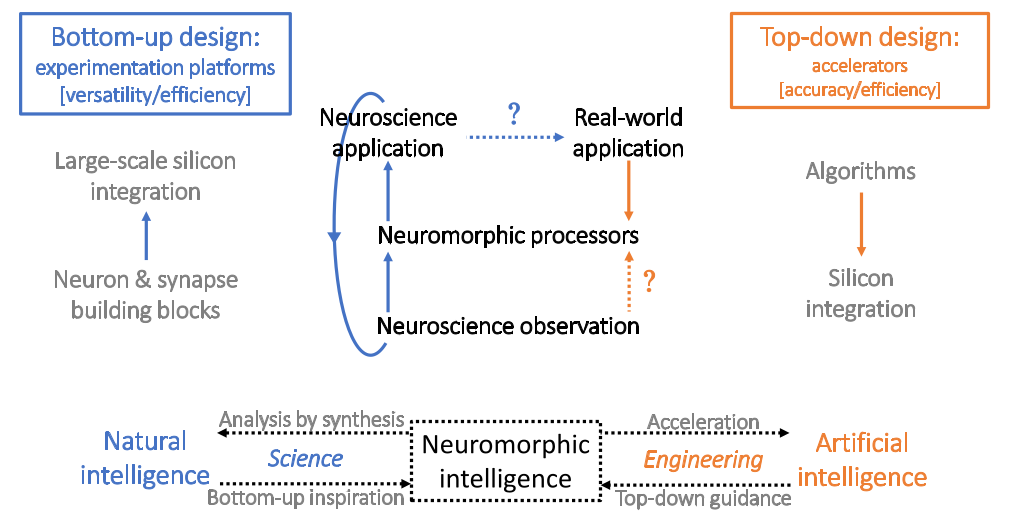 Bottom-up design:
experimentation platforms
[versatility/efficiency]
Top-down design:
accelerators
[accuracy/efficiency]
Neuroscience
application
?
Real-world
application
Large-scale silicon
integration
Algorithms
Neuromorphic processors
Neuron & synapse
building blocks
?
Silicon
integration
Neuroscience observation
Analysis by synthesis
Acceleration
Natural
intelligence
Science
Neuromorphic
intelligence
Engineering
Artificial
intelligence
Bottom-up inspiration
Top-down guidance